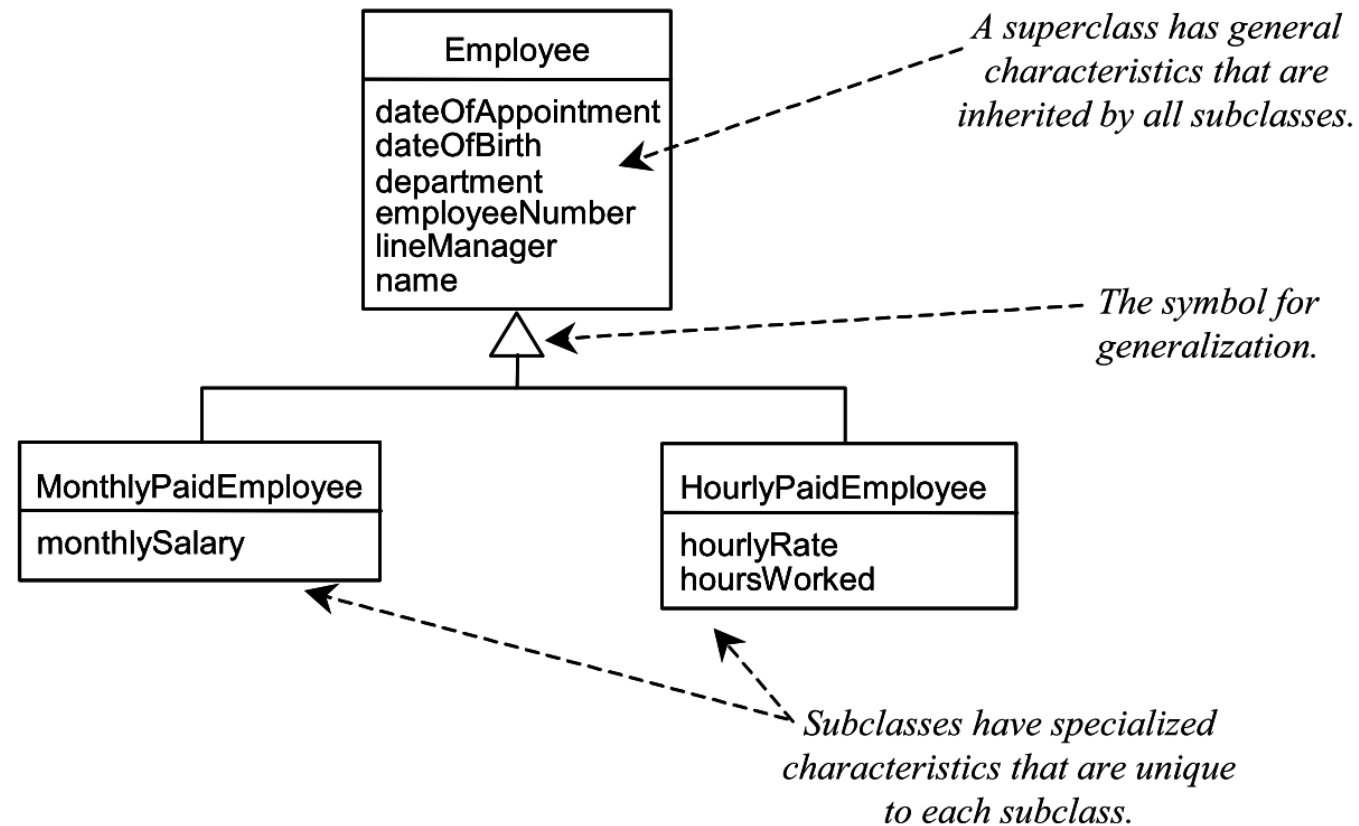 Employee
dateOfAppointment
dateOfBirth
department
employeeNumber
lineManager
name
A superclass has general
characteristics that are
inherited by all subclasses.
The symbol for
generalization.
MonthlyPaidEmployee
monthlySalary
HourlyPaidEmployee
hourlyRate
hoursWorked
Subclasses have specialized
characteristics that are unique
to each subclass.